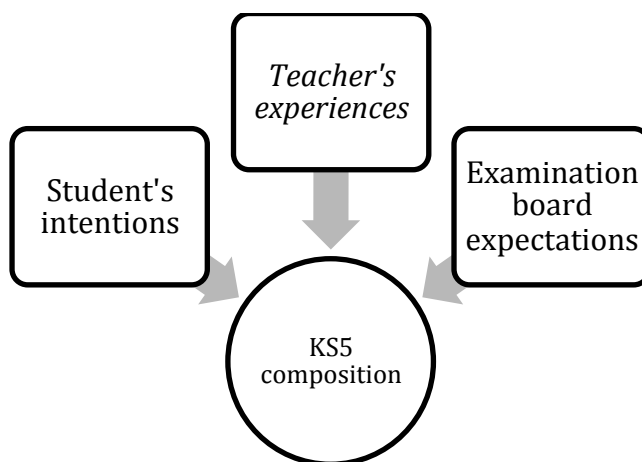 Teacher's
experiences
Student's
intentions
Examination
board
expectations
KS5
composition